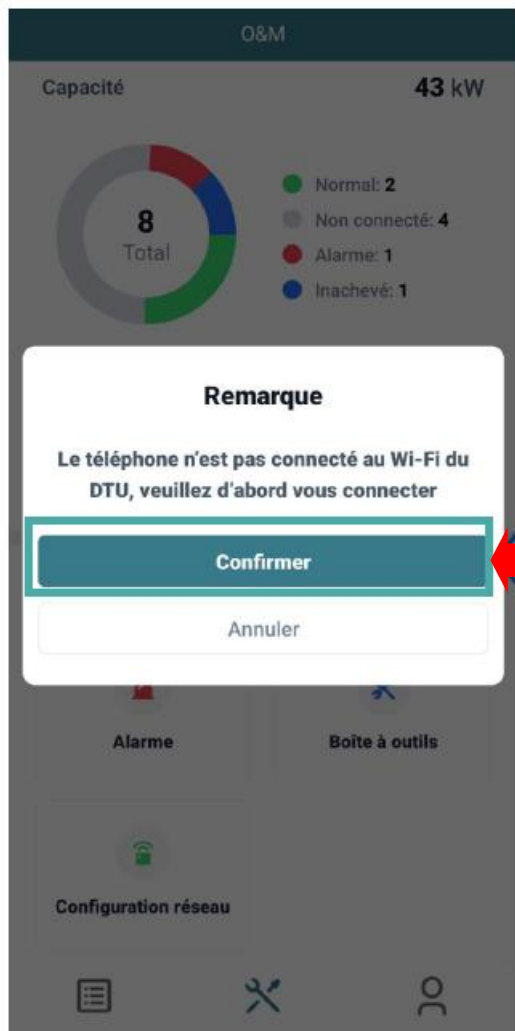 O&M
Capacité 43 kW
8
Total
Normal: 2
Non connecté: 4
Alarme: 1
Inachevé: 1
Remarque
Le téléphone n'est pas connecté au Wi-Fi du
DTU, veuillez d'abord vous connecter
Confirmer
Annuler
Alarme
Boîte à outils
Configuration réseau